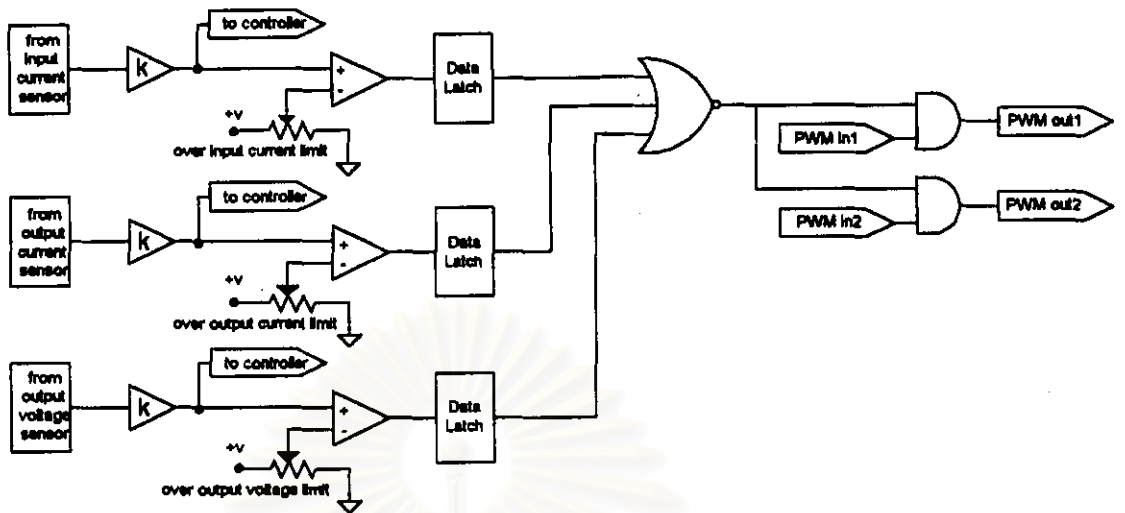 from
input
current
sensor
k
to controller
+
-
+v
over input current limit
Data
Latch
PWM in1
PWM out1
PWM in2
PWM out2
from
output
current
sensor
k
to controller
+
-
+v
over output current limit
Data
Latch
from
output
voltage
sensor
k
to controller
+
-
+v
over output voltage limit
Data
Latch